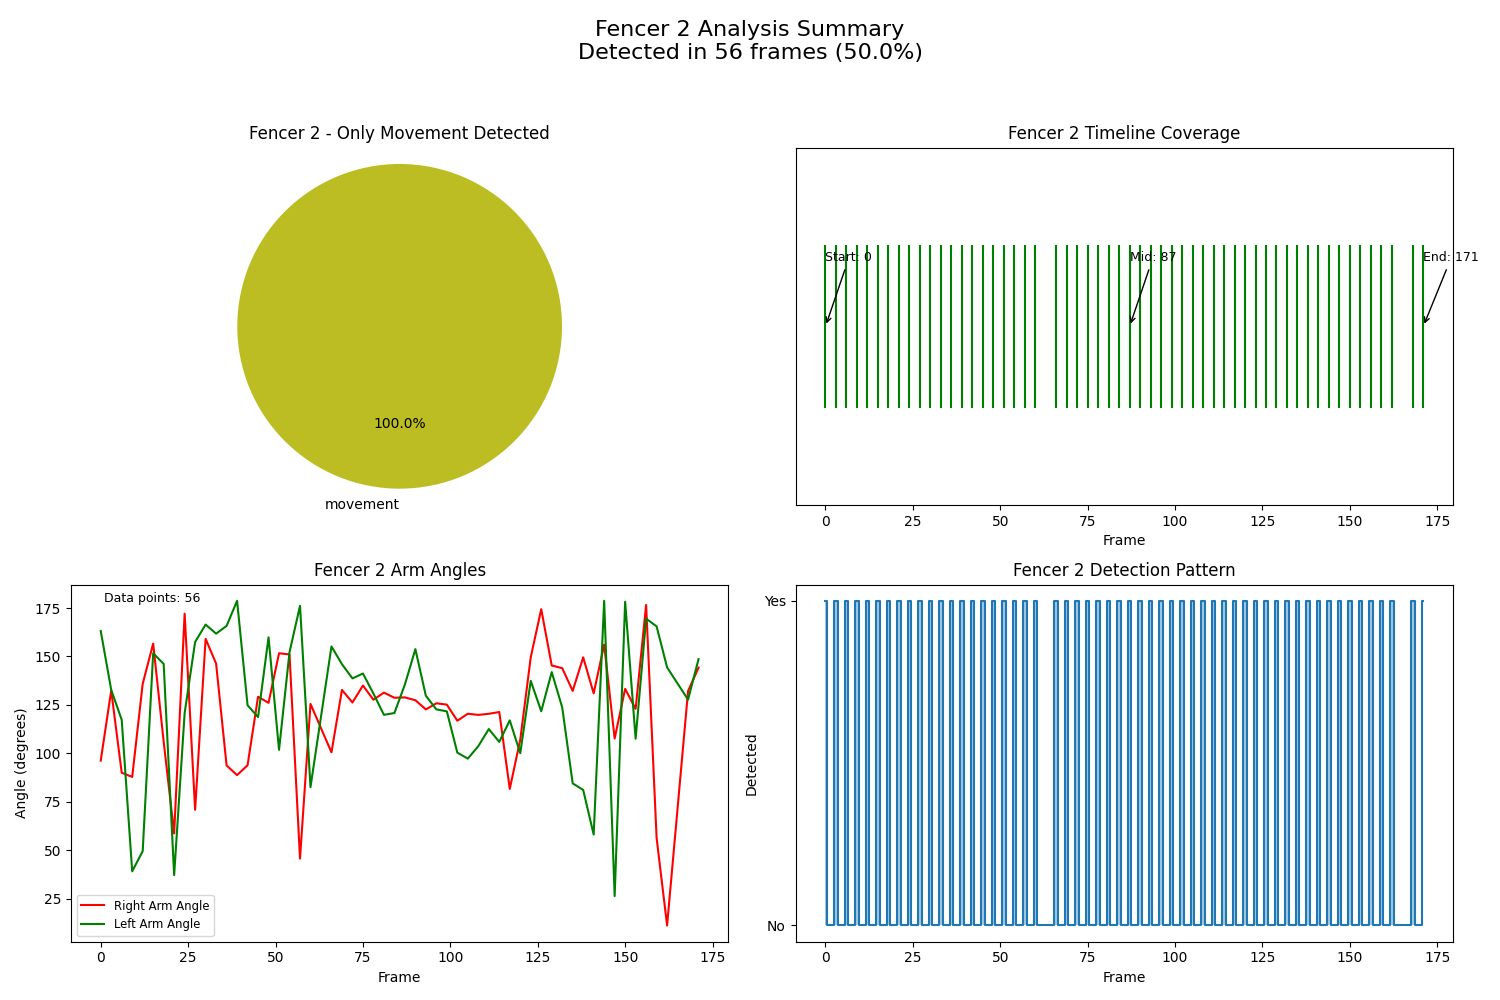 Fencer 2 Analysis Summary
Detected in 56 frames (50.0%)
Fencer 2 - Only Movement Detected
100.0%
movement
Fencer 2 Timeline Coverage
Start: 0
Mid: 87
End: 171
0 25 50 75 100 125 150 175
Frame
Fencer 2 Arm Angles
Data points: 56
175
150
125
100
75
50
25
Angle (degrees)
Right Arm Angle
Left Arm Angle
0 25 50 75 100 125 150 175
Frame
Fencer 2 Detection Pattern
Yes
No
Detected
0 25 50 75 100 125 150 175
Frame